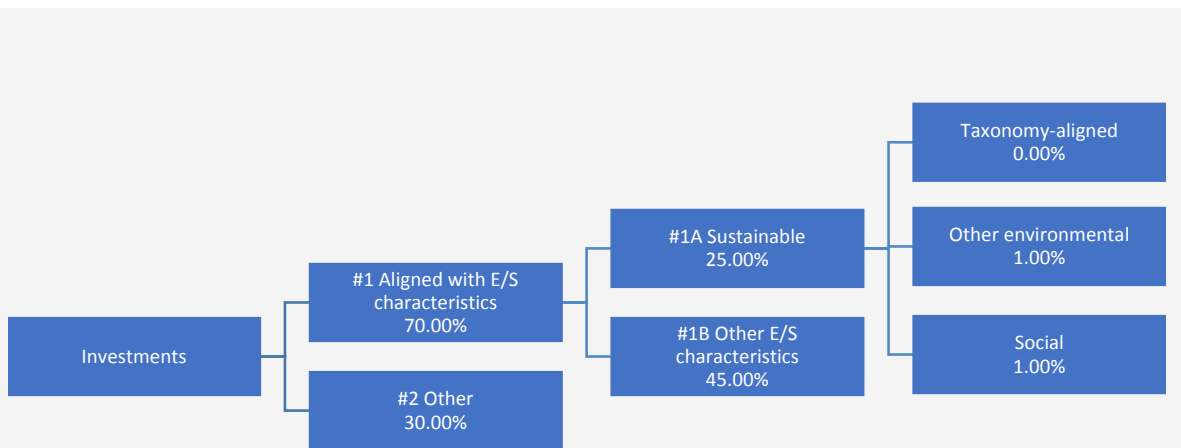 Investments
#1 Aligned with E/S
characteristics
70.00%
#2 Other
30.00%
#1A Sustainable
25.00%
#1B Other E/S
characteristics
45.00%
Taxonomy-aligned
0.00%
Other environmental
1.00%
Social
1.00%